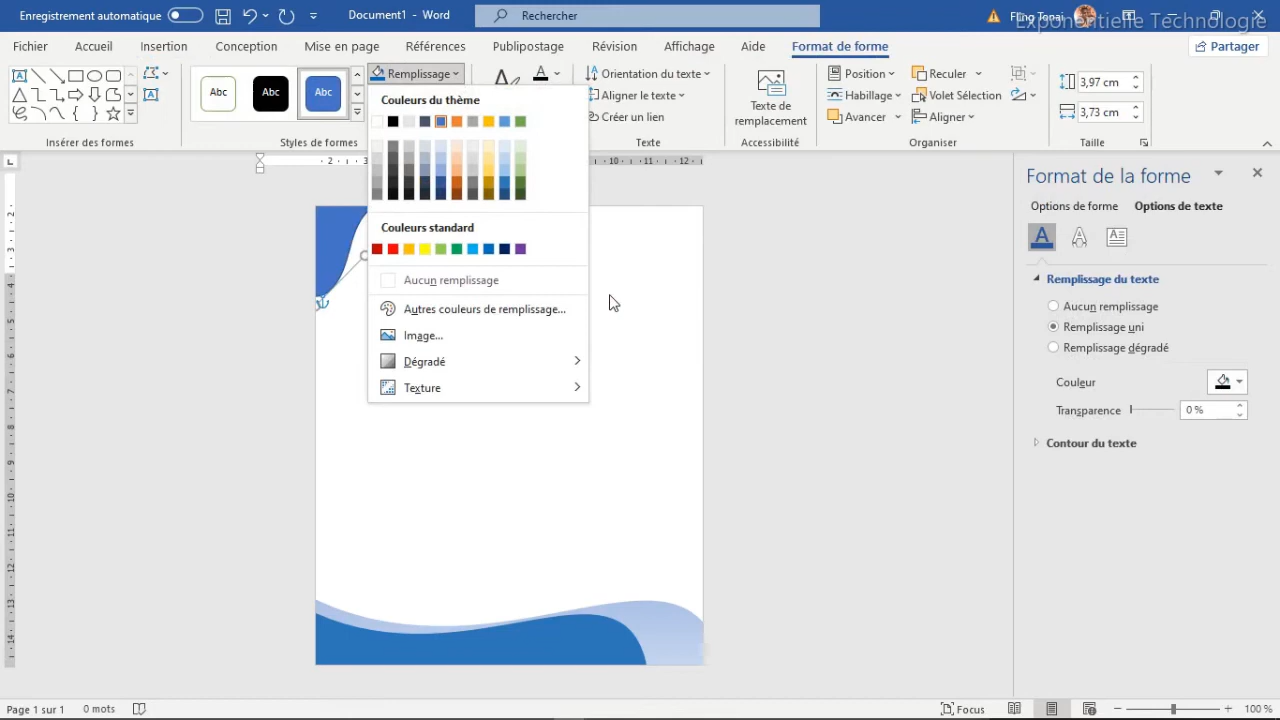 Enregistrement automatique
Document1 - Word
Rechercher
Fling Tonai
Exponentielle Technologie
Fichier
Accueil
Insertion
Conception
Mise en page
Références
Publipostage
Révision
Affichage
Aide
Format de forme
Partager
Abc
Abc
Abc
Remplissage
Orientation du texte
Aligner le texte
Créer un lien
Texte de
remplacement
Position
Habillage
Avancer
Reculer
Volet Sélection
Aligner
3,97 cm
3,73 cm
Insérer des formes
Styles de formes
Texte
Accessibilité
Organiser
Taille
Couleurs du thème
Couleurs standard
Aucun remplissage
Autres couleurs de remplissage...
Image...
Dégradé
Texture
Format de la forme
Options de forme
Options de texte
Remplissage du texte
Aucun remplissage
Remplissage uni
Remplissage dégradé
Couleur
Transparence
0 %
Contour du texte
Page 1 sur 1
0 mots
Focus
100 %